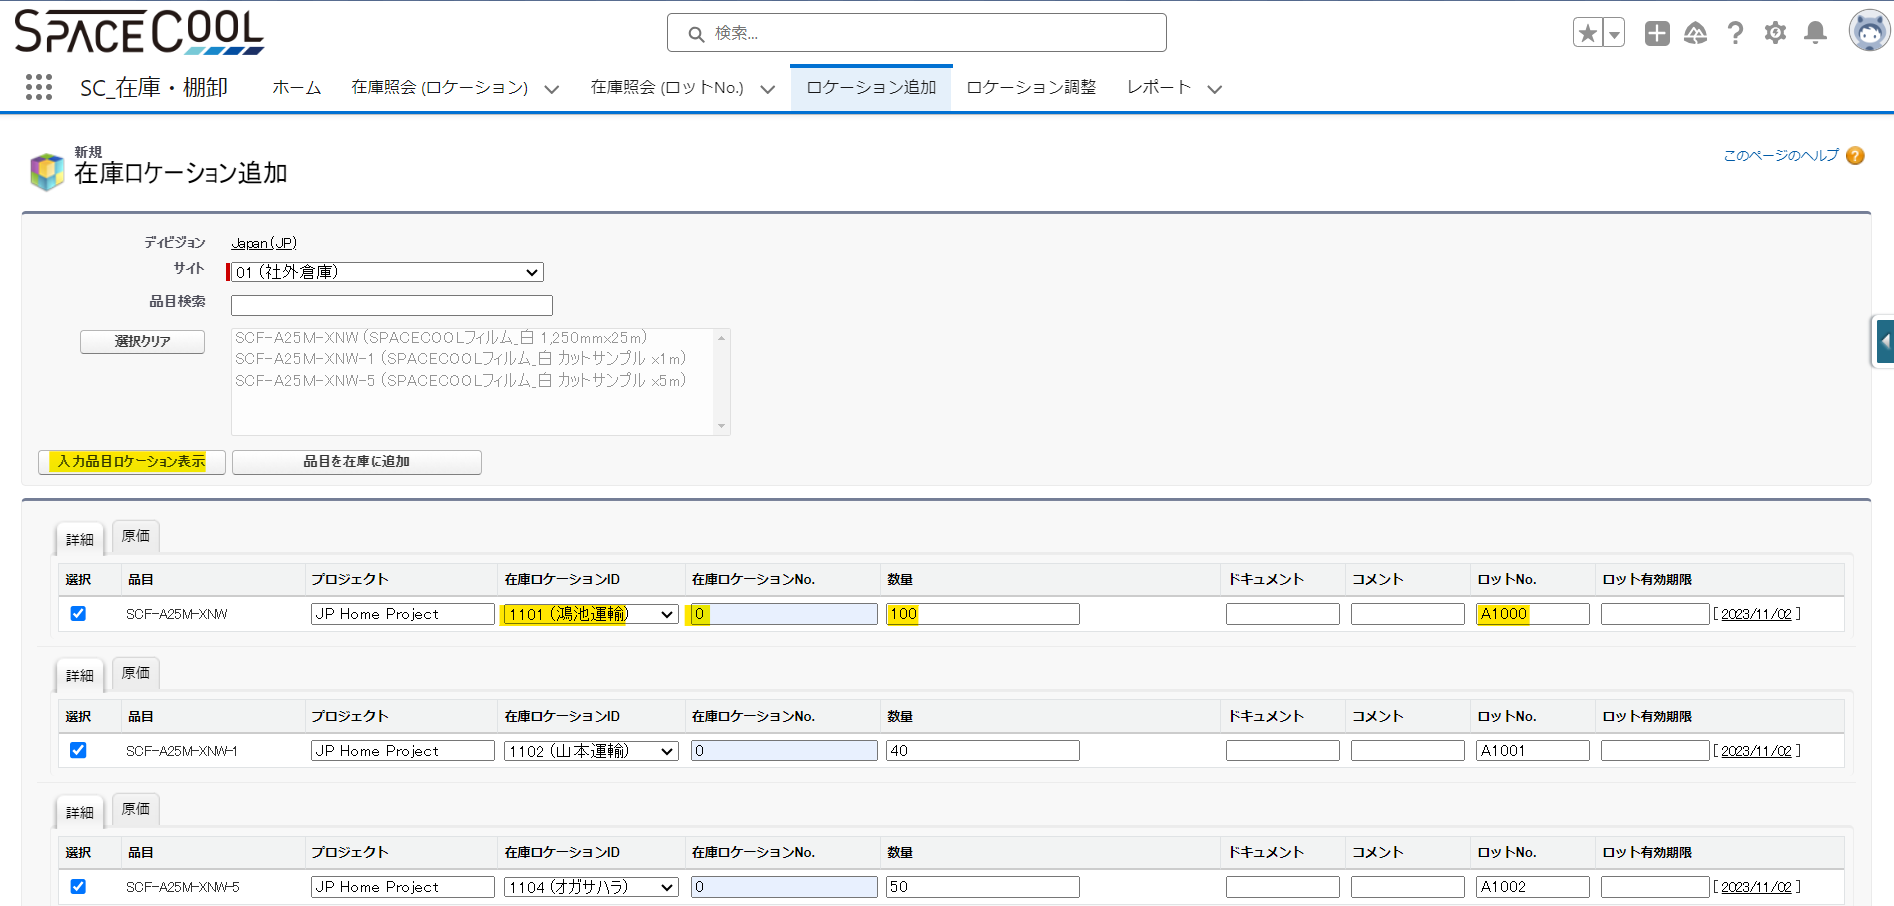 SPACECOOL
検索...
SC_在庫・棚卸
ホーム
在庫照会 (ロケーション)
在庫照会 (ロットNo.)
ロケーション追加
ロケーション調整
レポート
新規
在庫ロケーション追加
このページのヘルプ
ディビジョン Japan(JP)
サイト 01 (社外倉庫)
品目検索
選択クリア
SCF-A25M-XNW (SPACECOOLフィルム_白 1,250mmx25m)
SCF-A25M-XNW-1 (SPACECOOLフィルム_白 カットサンプル x1m)
SCF-A25M-XNW-5 (SPACECOOLフィルム_白 カットサンプル x5m)
入力品目ロケーション表示 品目を在庫に追加
詳細 原価
選択 品目 プロジェクト 在庫ロケーションID 在庫ロケーションNo. 数量 ドキュメント コメント ロットNo. ロット有効期限
SCF-A25M-XNW JP Home Project 1101 (鴻池運輸) 0 100 A1000 [ 2023/11/02 ]
詳細 原価
選択 品目 プロジェクト 在庫ロケーションID 在庫ロケーションNo. 数量 ドキュメント コメント ロットNo. ロット有効期限
SCF-A25M-XNW-1 JP Home Project 1102 (山本運輸) 0 40 A1001 [ 2023/11/02 ]
詳細 原価
選択 品目 プロジェクト 在庫ロケーションID 在庫ロケーションNo. 数量 ドキュメント コメント ロットNo. ロット有効期限
SCF-A25M-XNW-5 JP Home Project 1104 (オガサハラ) 0 50 A1002 [ 2023/11/02 ]